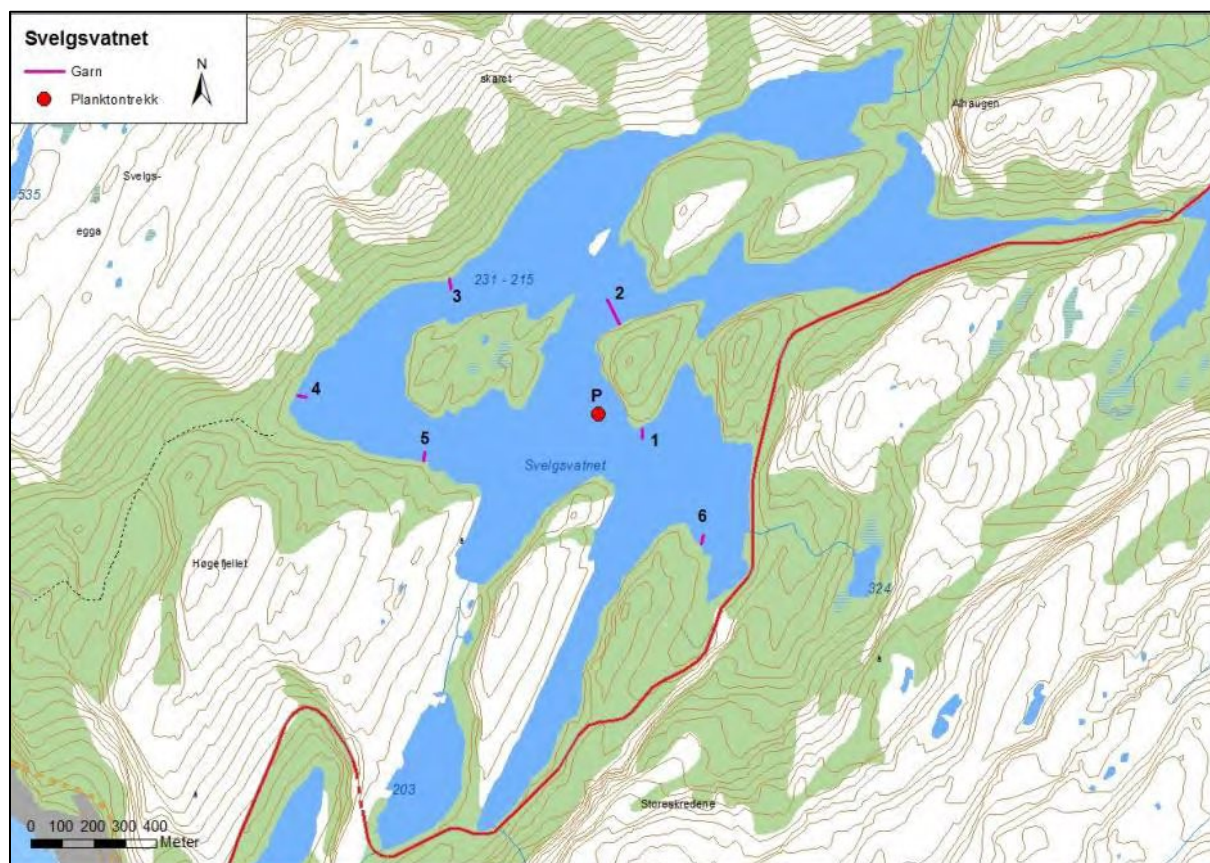 Svelgsvatnet
Garn
Planktontrekk
N
skaret
Alhaugen
535
Svelgs-
egga
231 - 215
2
3
4
P
1
5
Svelgsvatnet
6
Høgefjellet
324
203
Storeskredene
0 100 200 300 400
Meter